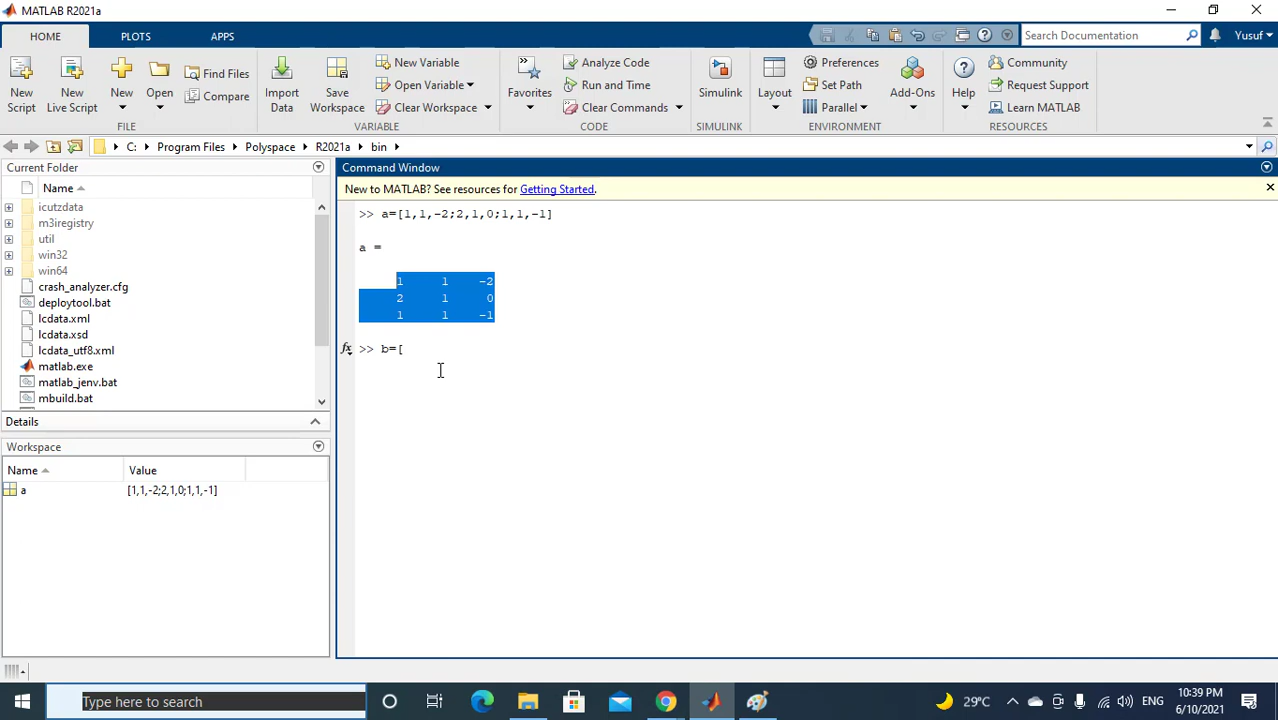 MATLAB R2021a
HOME PLOTS APPS
Search Documentation Yusuf
New Script
New Live Script
New
Open
Find Files
Compare
FILE
Import Data
Save Workspace
New Variable
Open Variable
Clear Workspace
VARIABLE
Favorites
Analyze Code
Run and Time
Clear Commands
CODE
Simulink
SIMULINK
Layout
Preferences
Set Path
Parallel
Add-Ons
ENVIRONMENT
Help
Community
Request Support
Learn MATLAB
RESOURCES
C: Program Files Polyspace R2021a bin
Current Folder
Name
icutzdata
m3iregistry
util
win32
win64
crash_analyzer.cfg
deploytool.bat
lcdata.xml
lcdata.xsd
lcdata_utf8.xml
matlab.exe
matlab_jenv.bat
mbuild.bat
Details
Workspace
Name Value
a [1,1,-2;2,1,0;1,1,-1]
Command Window
New to MATLAB? See resources for Getting Started.
>> a=[1,1,-2;2,1,0;1,1,-1]
a =
1 1 -2
2 1 0
1 1 -1
fx >> b=[
Type here to search
29°C
ENG
10:39 PM
6/10/2021